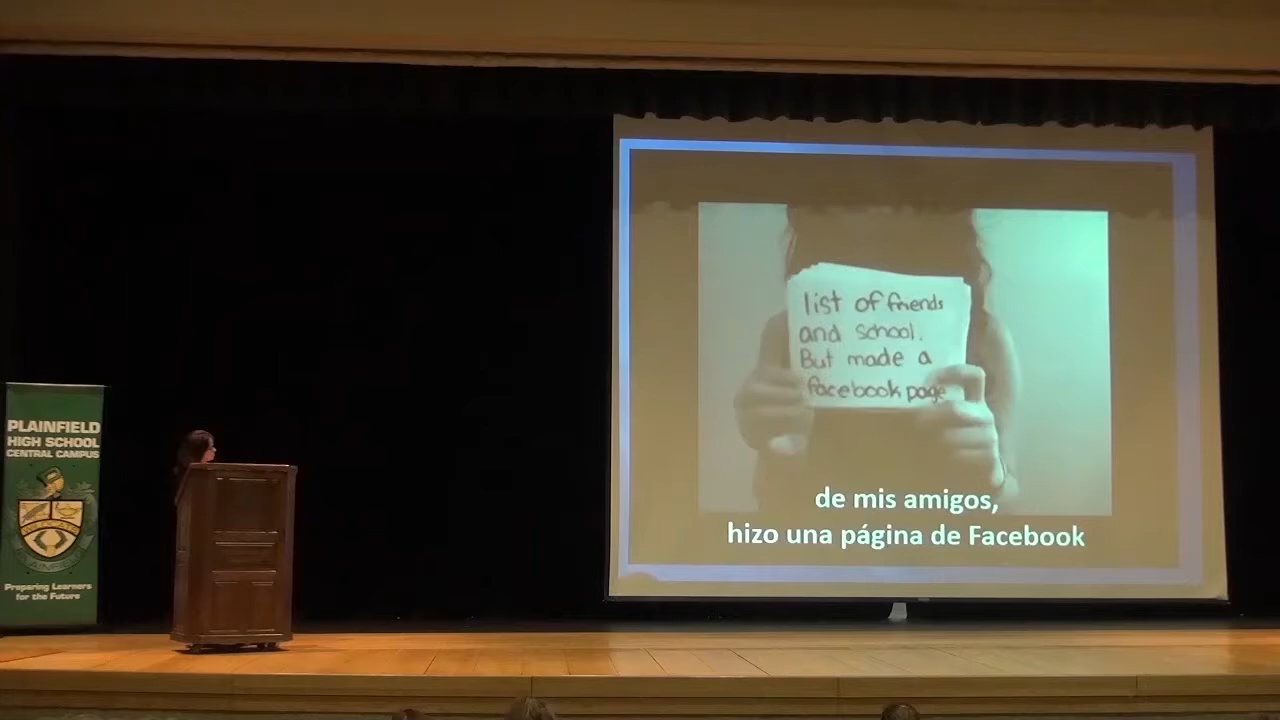 PLAINFIELD
HIGH SCHOOL
CENTRAL CAMPUS
PLAINFIELD
Preparing Learners
for the Future
list of friends
and school.
But made a
facebook page
de mis amigos,
hizo una página de Facebook